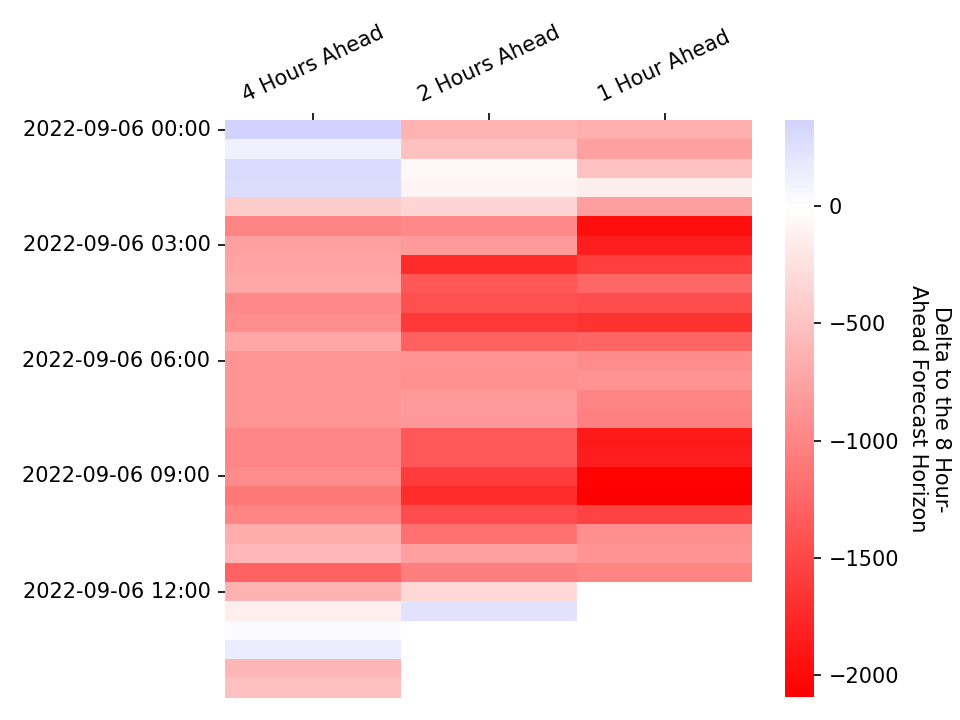 4 Hours Ahead
2 Hours Ahead
1 Hour Ahead
2022-09-06 00:00
2022-09-06 03:00
2022-09-06 06:00
2022-09-06 09:00
2022-09-06 12:00
0
−500
−1000
−1500
−2000
Delta to the 8 Hour-
Ahead Forecast Horizon